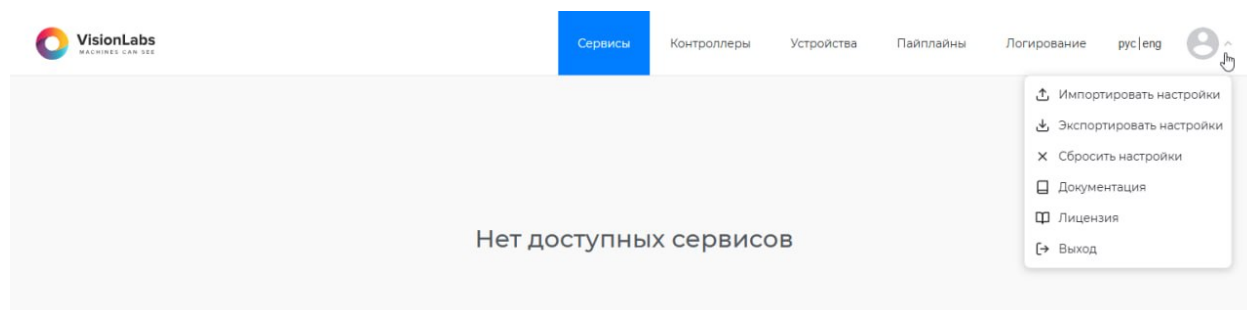 VisionLabs
MACHINES CAN SEE
Сервисы Контроллеры Устройства Пайплайны Логирование рус|eng
Импортировать настройки
Экспортировать настройки
Сбросить настройки
Документация
Лицензия
Нет доступных сервисов
Выход